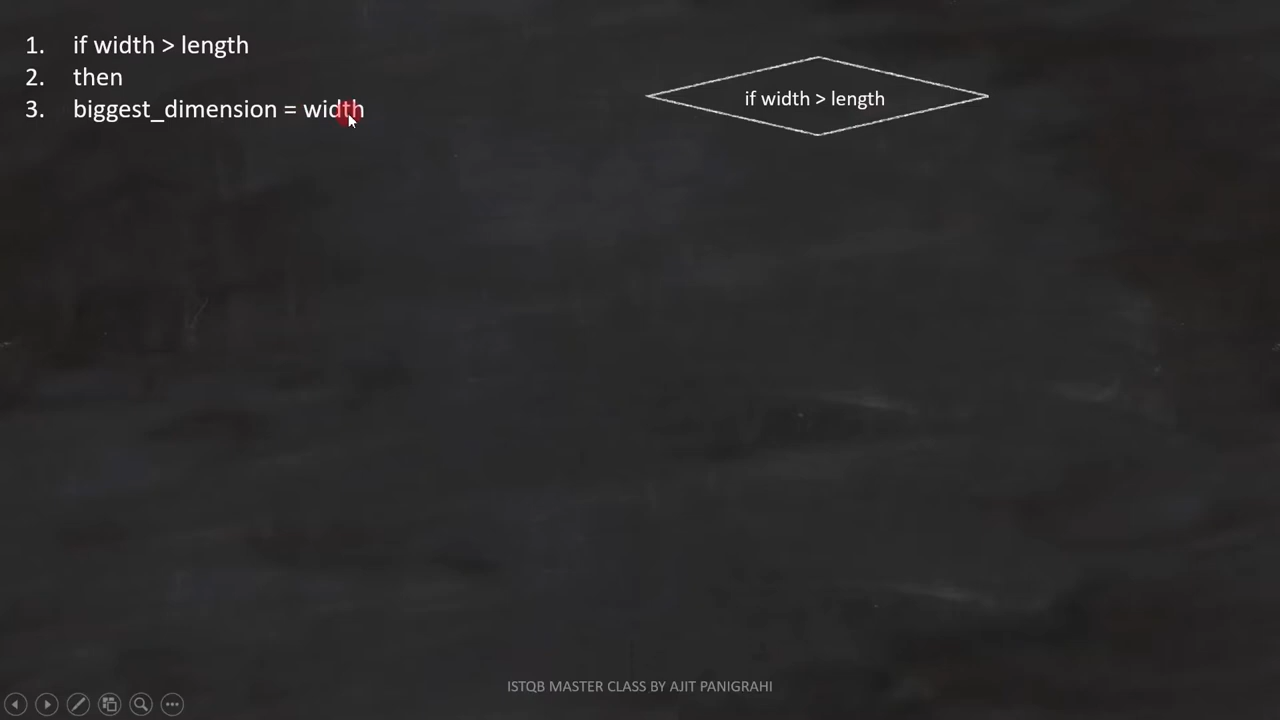 1. if width > length
2. then
3. biggest_dimension = width
if width > length
ISTQB MASTER CLASS BY AJIT PANIGRAHI